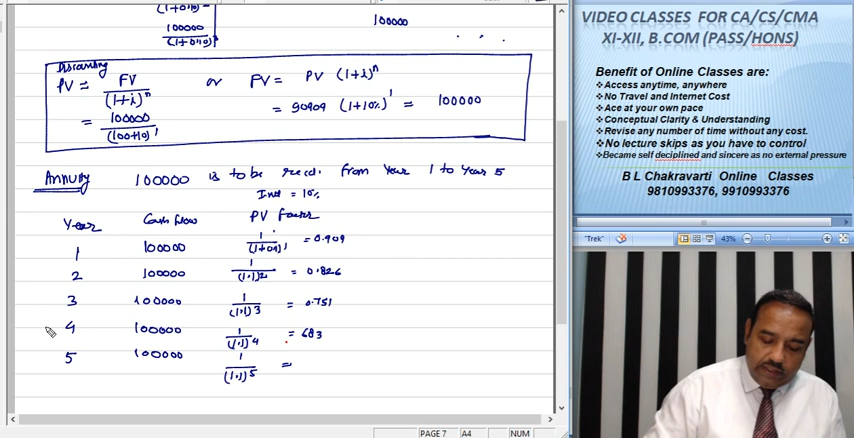 (1+0.10)
100000
100000
(1+0.10)
VIDEO CLASSES FOR CA/CS/CMA
XI-XII, B.COM (PASS/HONS)
Benefit of Online Classes are:
❖Access anytime, anywhere
❖No Travel and Internet Cost
❖Ace at your own pace
❖Conceptual Clarity & Understanding
❖Revise any number of time without any cost.
❖No lecture skips as you have to control
❖Became self deciplined and sincere as no external pressure
B L Chakravarti Online Classes
9810993376, 9910993376
Discounting
PV = FV / (1+i)^n or FV = PV (1+i)^n
= 100000 / (100+10)^1 = 90909 (1+10%)^1 = 100000
Annuity 100000 is to be recd. from Year 1 to Year 5
Int = 10%
Year Cash flow PV Factor
1 100000 1/(1+0.1)^1 = 0.909
2 100000 1/(1.1)^2 = 0.826
3 100000 1/(1.1)^3 = 0.751
4 100000 1/(1.1)^4 = 683
5 100000 1/(1.1)^5 =
"Trek" 43%
PAGE 7 A4 NUM